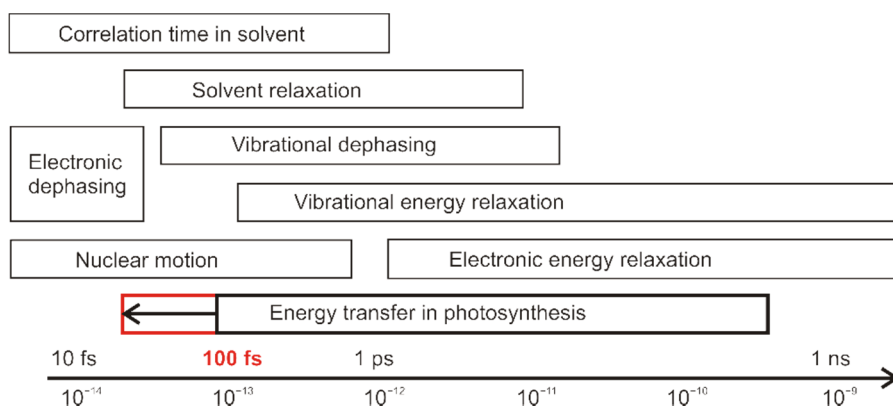 Correlation time in solvent
Solvent relaxation
Electronic
dephasing
Vibrational dephasing
Vibrational energy relaxation
Nuclear motion
Electronic energy relaxation
Energy transfer in photosynthesis
10 fs 100 fs 1 ps 1 ns
10⁻¹⁴ 10⁻¹³ 10⁻¹² 10⁻¹¹ 10⁻¹⁰ 10⁻⁹